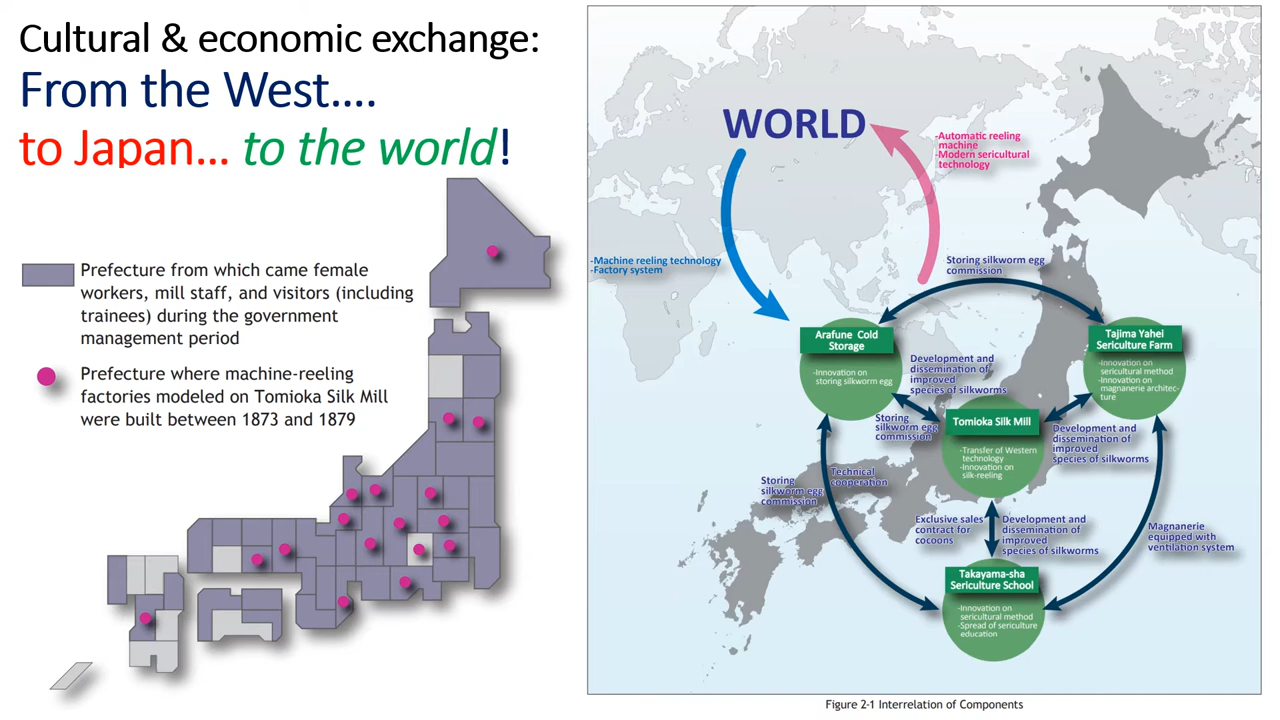 Cultural & economic exchange:
From the West….
to Japan… to the world!
Prefecture from which came female
workers, mill staff, and visitors (including
trainees) during the government
management period
Prefecture where machine-reeling
factories modeled on Tomioka Silk Mill
were built between 1873 and 1879
WORLD
-Automatic reeling
machine
-Modern sericultural
technology
-Machine reeling technology
-Factory system
Storing silkworm egg
commission
Arafune Cold
Storage
-Innovation on
storing silkworm egg
Tajima Yahei
Sericulture Farm
-Innovation on
sericultural method
-Innovation on
magnanerie architec-
ture
Development and
dissemination of
improved
species of silkworms
Storing
silkworm egg
commission
Tomioka Silk Mill
-Transfer of Western
technology
-Innovation on
silk-reeling
Development and
dissemination of
improved
species of silkworms
Storing
silkworm egg
commission
Technical
cooperation
Exclusive sales
contract for
cocoons
Development and
dissemination of
improved
species of silkworms
Magnanerie
equipped with
ventilation system
Takayama-sha
Sericulture School
-Innovation on
sericultural method
-Spread of sericulture
education
Figure 2-1 Interrelation of Components